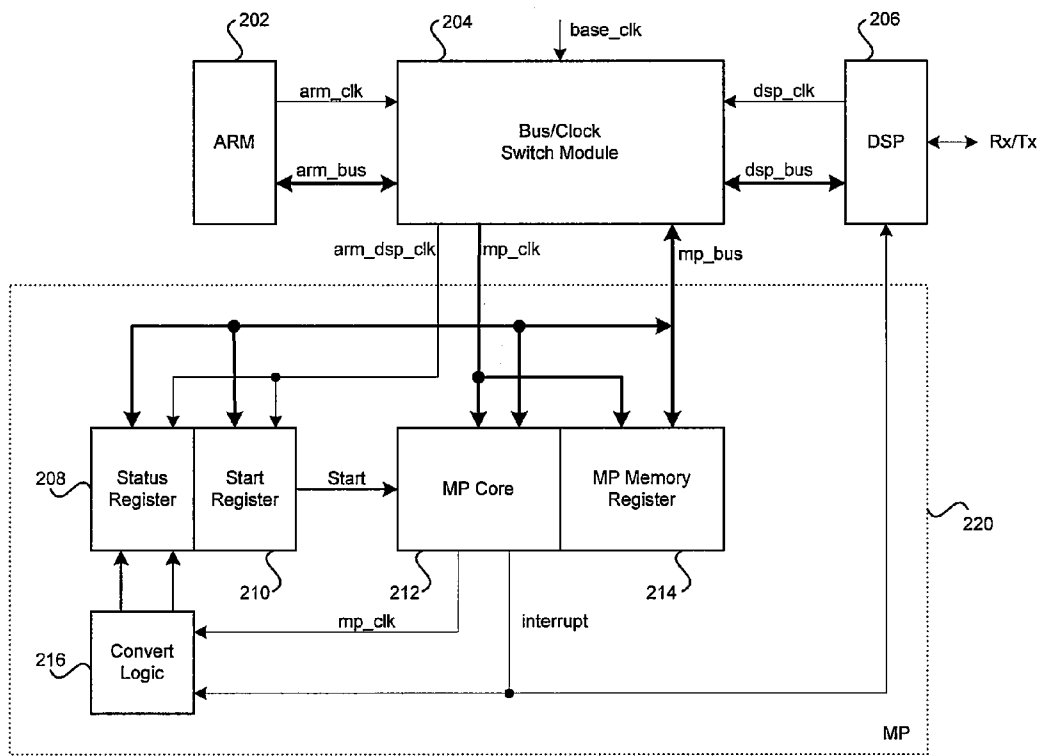 202
204
base_clk
206
arm_clk
dsp_clk
ARM
Bus/Clock
Switch Module
DSP
Rx/Tx
arm_bus
dsp_bus
arm_dsp_clk
mp_clk
mp_bus
208
Status
Register
Start
Register
Start
MP Core
MP Memory
Register
220
210
212
214
mp_clk
interrupt
216
Convert
Logic
MP